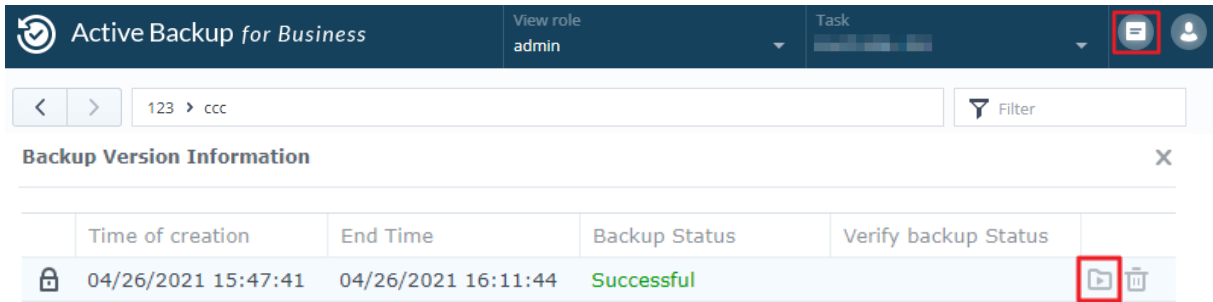 Active Backup for Business
View role
admin
Task
123 > ccc
Filter
Backup Version Information
Time of creation End Time Backup Status Verify backup Status
04/26/2021 15:47:41 04/26/2021 16:11:44 Successful